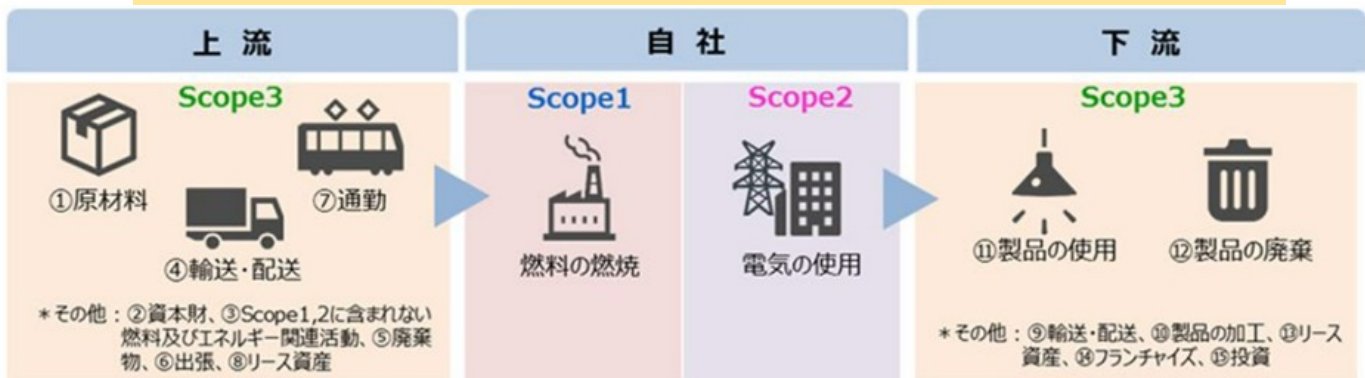 上 流
Scope3
①原材料
⑦通勤
④輸送・配送
＊その他：②資本財、③Scope1,2に含まれない
燃料及びエネルギー関連活動、⑤廃棄
物、⑥出張、⑧リース資産
自 社
Scope1
燃料の燃焼
Scope2
電気の使用
下 流
Scope3
⑪製品の使用
⑫製品の廃棄
＊その他：⑨輸送・配送、⑩製品の加工、⑬リース
資産、⑭フランチャイズ、⑮投資